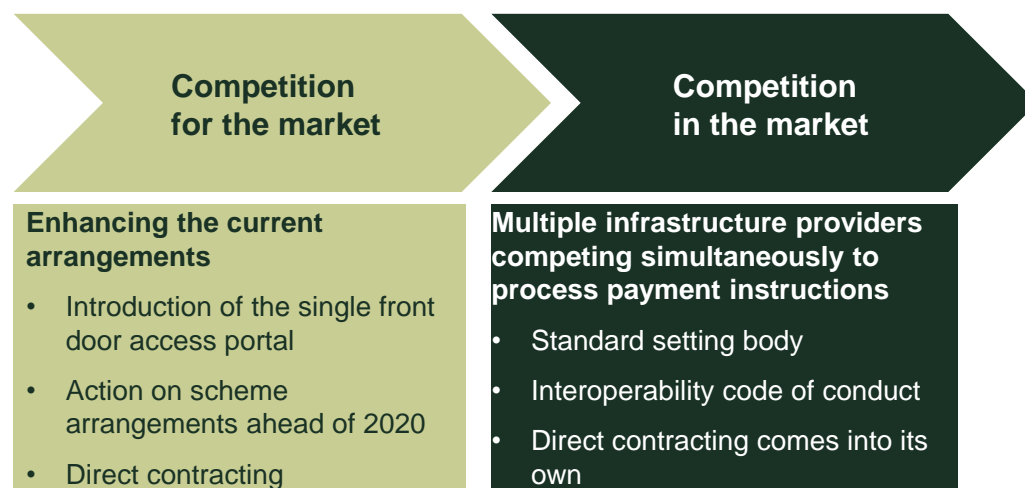 Competition
for the market
Competition
in the market
Enhancing the current
arrangements
• Introduction of the single front
door access portal
• Action on scheme
arrangements ahead of 2020
• Direct contracting
Multiple infrastructure providers
competing simultaneously to
process payment instructions
• Standard setting body
• Interoperability code of conduct
• Direct contracting comes into its
own